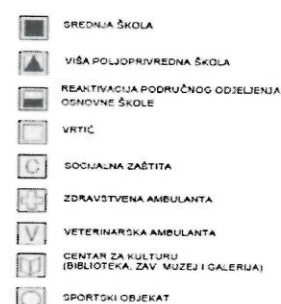 SREDNJA ŠKOLA
VIŠA POLJOPRIVREDNA ŠKOLA
REAKTIVACIJA PODRUČNOG ODJELJENJA
OSNOVNE ŠKOLE
VRTIĆ
C SOCIJALNA ZAŠTITA
ZDRAVSTVENA AMBULANTA
V VETERINARSKA AMBULANTA
CENTAR ZA KULTURU
(BIBLIOTEKA, ZAV. MUZEJ I GALERIJA)
SPORTSKI OBJEKAT